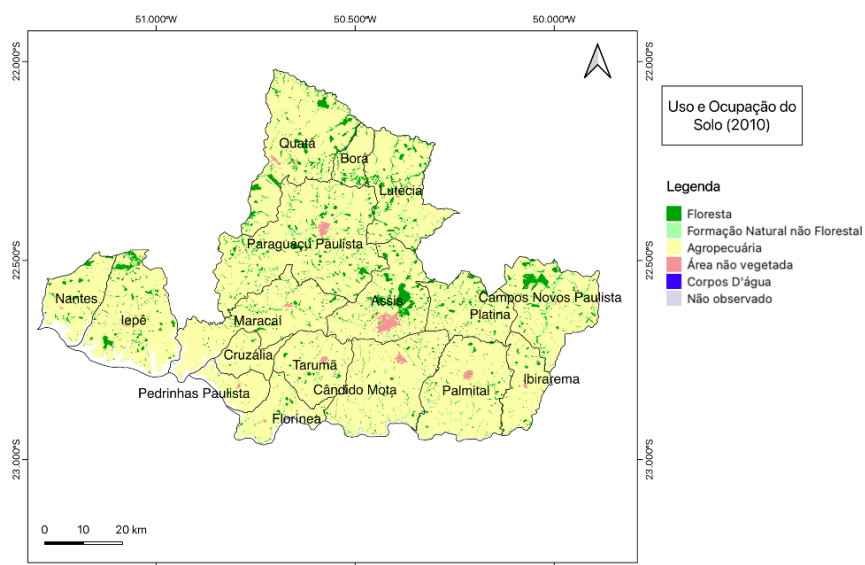 51.000°W
50.500°W
50.000°W
22.000°S
22.000°S
Uso e Ocupação do
Solo (2010)
Quatá
Borá
Lutécia
Legenda
Floresta
Formação Natural não Florestal
Agropecuária
Área não vegetada
Corpos D'água
Não observado
Paraguaçu Paulista
22.500°S
22.500°S
Nantes
Iepê
Assis
Campos Novos Paulista
Platina
Maracaí
Cruzália
Tarumã
Pedrinhas Paulista
Cândido Mota
Palmital
Ibirarema
Florínea
23.000°S
23.000°S
0 10 20 km